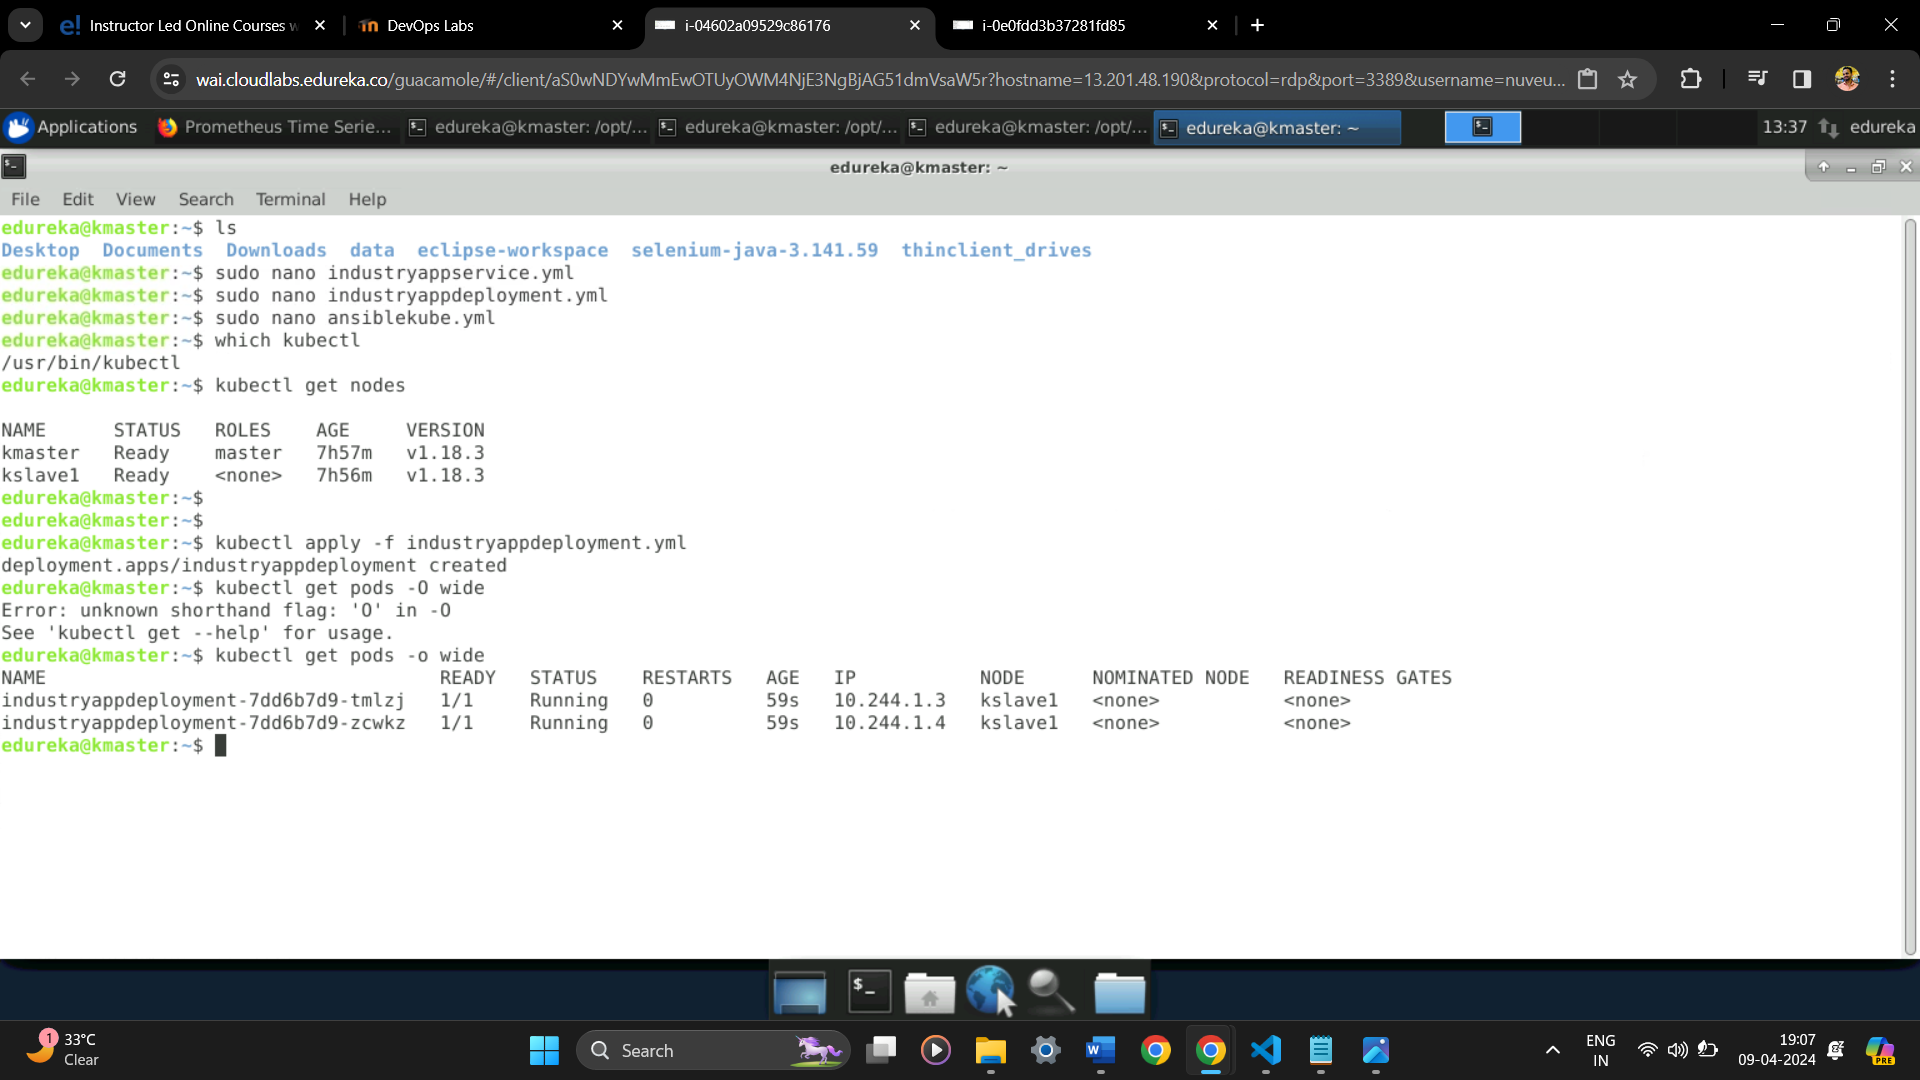 Instructor Led Online Courses w
DevOps Labs
i-04602a09529c86176
i-0e0fdd3b37281fd85
wai.cloudlabs.edureka.co/guacamole/#/client/aS0wNDYwMmEwOTUyOWM4NjE3NgBjAG51dmVsaW5r?hostname=13.201.48.190&protocol=rdp&port=3389&username=nuveu...
Applications
Prometheus Time Serie...
edureka@kmaster: /opt/...
edureka@kmaster: /opt/...
edureka@kmaster: /opt/...
edureka@kmaster: ~
13:37
edureka
edureka@kmaster: ~
File Edit View Search Terminal Help
edureka@kmaster:~$ ls
Desktop Documents Downloads data eclipse-workspace selenium-java-3.141.59 thinclient_drives
edureka@kmaster:~$ sudo nano industryappservice.yml
edureka@kmaster:~$ sudo nano industryappdeployment.yml
edureka@kmaster:~$ sudo nano ansiblekube.yml
edureka@kmaster:~$ which kubectl
/usr/bin/kubectl
edureka@kmaster:~$ kubectl get nodes
NAME STATUS ROLES AGE VERSION
kmaster Ready master 7h57m v1.18.3
kslave1 Ready <none> 7h56m v1.18.3
edureka@kmaster:~$
edureka@kmaster:~$
edureka@kmaster:~$ kubectl apply -f industryappdeployment.yml
deployment.apps/industryappdeployment created
edureka@kmaster:~$ kubectl get pods -O wide
Error: unknown shorthand flag: 'O' in -O
See 'kubectl get --help' for usage.
edureka@kmaster:~$ kubectl get pods -o wide
NAME READY STATUS RESTARTS AGE IP NODE NOMINATED NODE READINESS GATES
industryappdeployment-7dd6b7d9-tmlzj 1/1 Running 0 59s 10.244.1.3 kslave1 <none> <none>
industryappdeployment-7dd6b7d9-zcwkz 1/1 Running 0 59s 10.244.1.4 kslave1 <none> <none>
edureka@kmaster:~$
1
33°C
Clear
Search
ENG
IN
19:07
09-04-2024
PRE